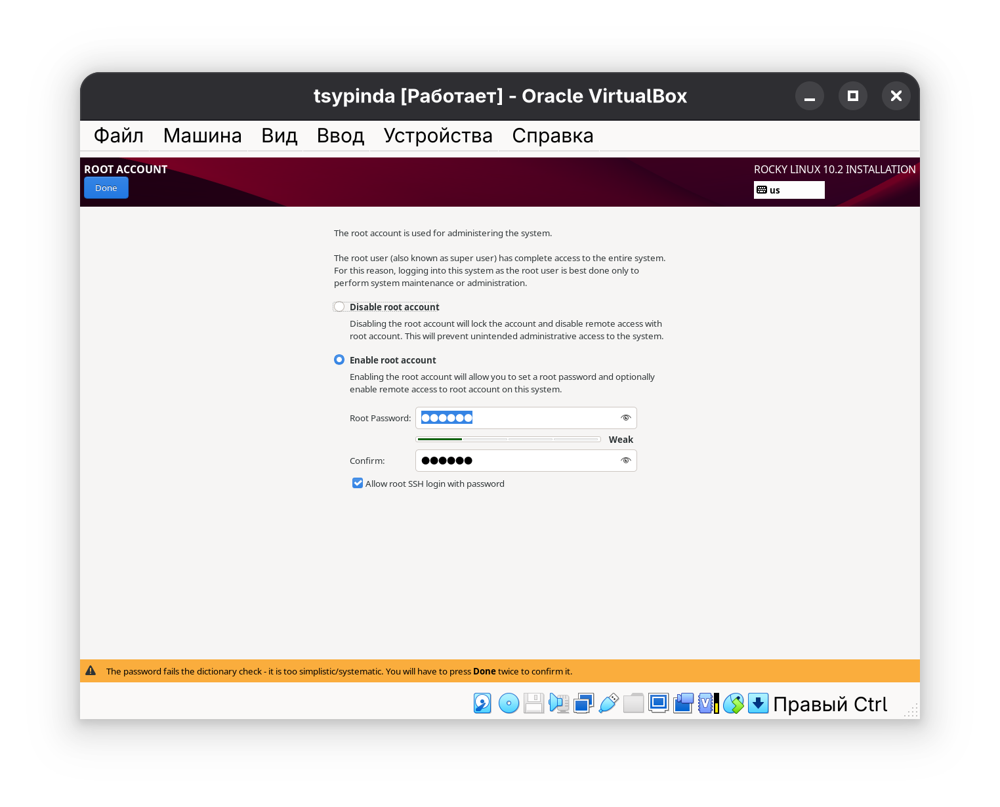 tsypinda [Работает] - Oracle VirtualBox
Файл Машина Вид Ввод Устройства Справка
ROOT ACCOUNT
ROCKY LINUX 10.2 INSTALLATION
Done
us
The root account is used for administering the system.
The root user (also known as super user) has complete access to the entire system.
For this reason, logging into this system as the root user is best done only to
perform system maintenance or administration.
Disable root account
Disabling the root account will lock the account and disable remote access with
root account. This will prevent unintended administrative access to the system.
Enable root account
Enabling the root account will allow you to set a root password and optionally
enable remote access to root account on this system.
Root Password: ●●●●●●
Weak
Confirm: ●●●●●●
Allow root SSH login with password
The password fails the dictionary check - it is too simplistic/systematic. You will have to press Done twice to confirm it.
Правый Ctrl